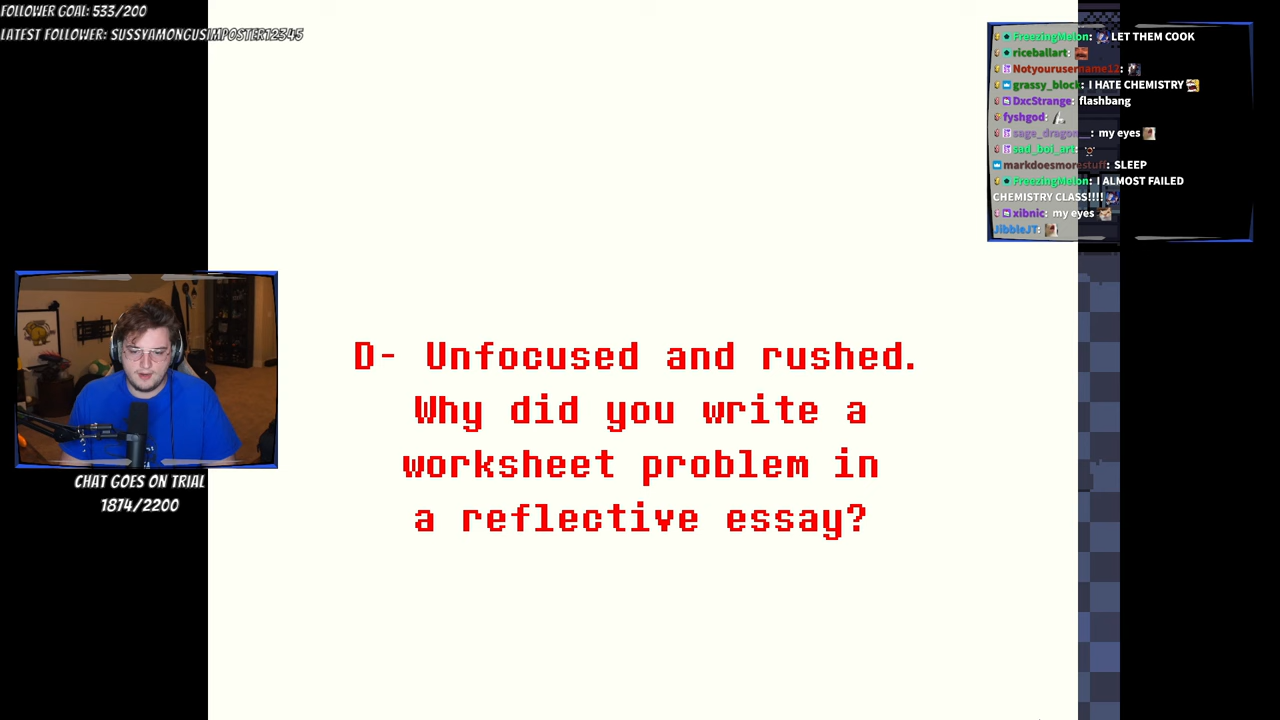 FOLLOWER GOAL: 533/200
LATEST FOLLOWER: SUSSYAMONGUSIMPOSTER12345
FreezingMelon: LET THEM COOK
riceballart:
Notyourusername12:
grassy_block: I HATE CHEMISTRY
DxcStrange: flashbang
fyshgod:
sage_dragon__: my eyes
sad_boi_art:
markdoesmorestuff: SLEEP
FreezingMelon: I ALMOST FAILED
CHEMISTRY CLASS!!!!
xibnic: my eyes
JibbleJT:
D- Unfocused and rushed.
Why did you write a
worksheet problem in
a reflective essay?
CHAT GOES ON TRIAL
1874/2200